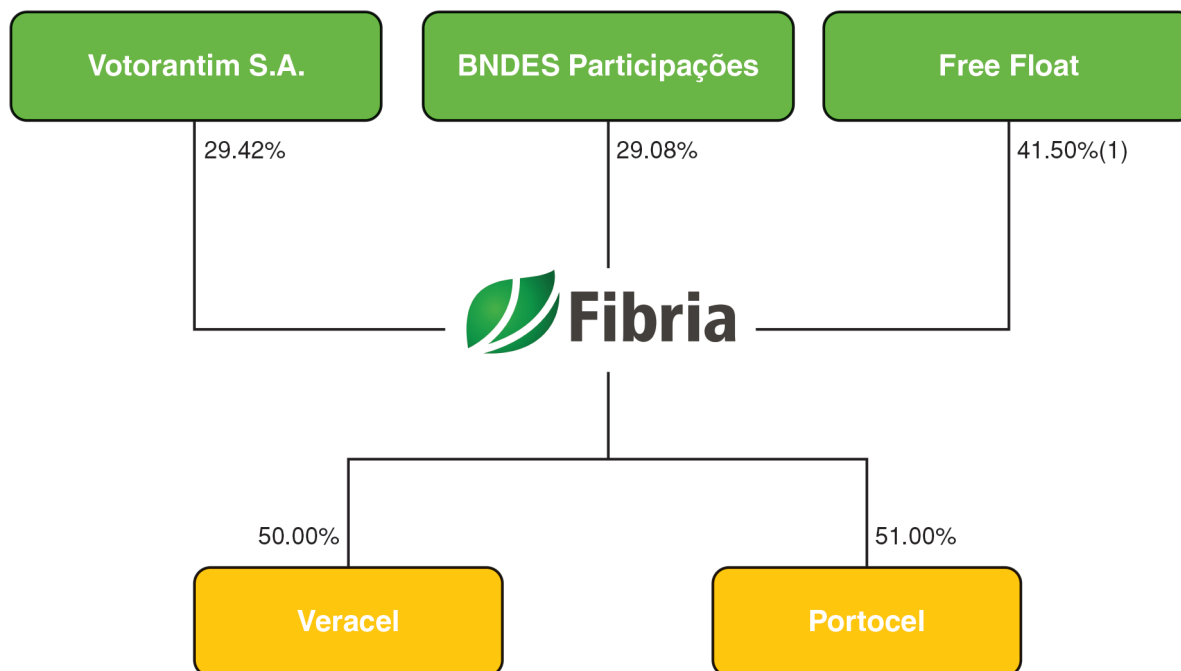 Votorantim S.A.
BNDES Participações
Free Float
29.42%
29.08%
41.50%(1)
Fibria
50.00%
51.00%
Veracel
Portocel